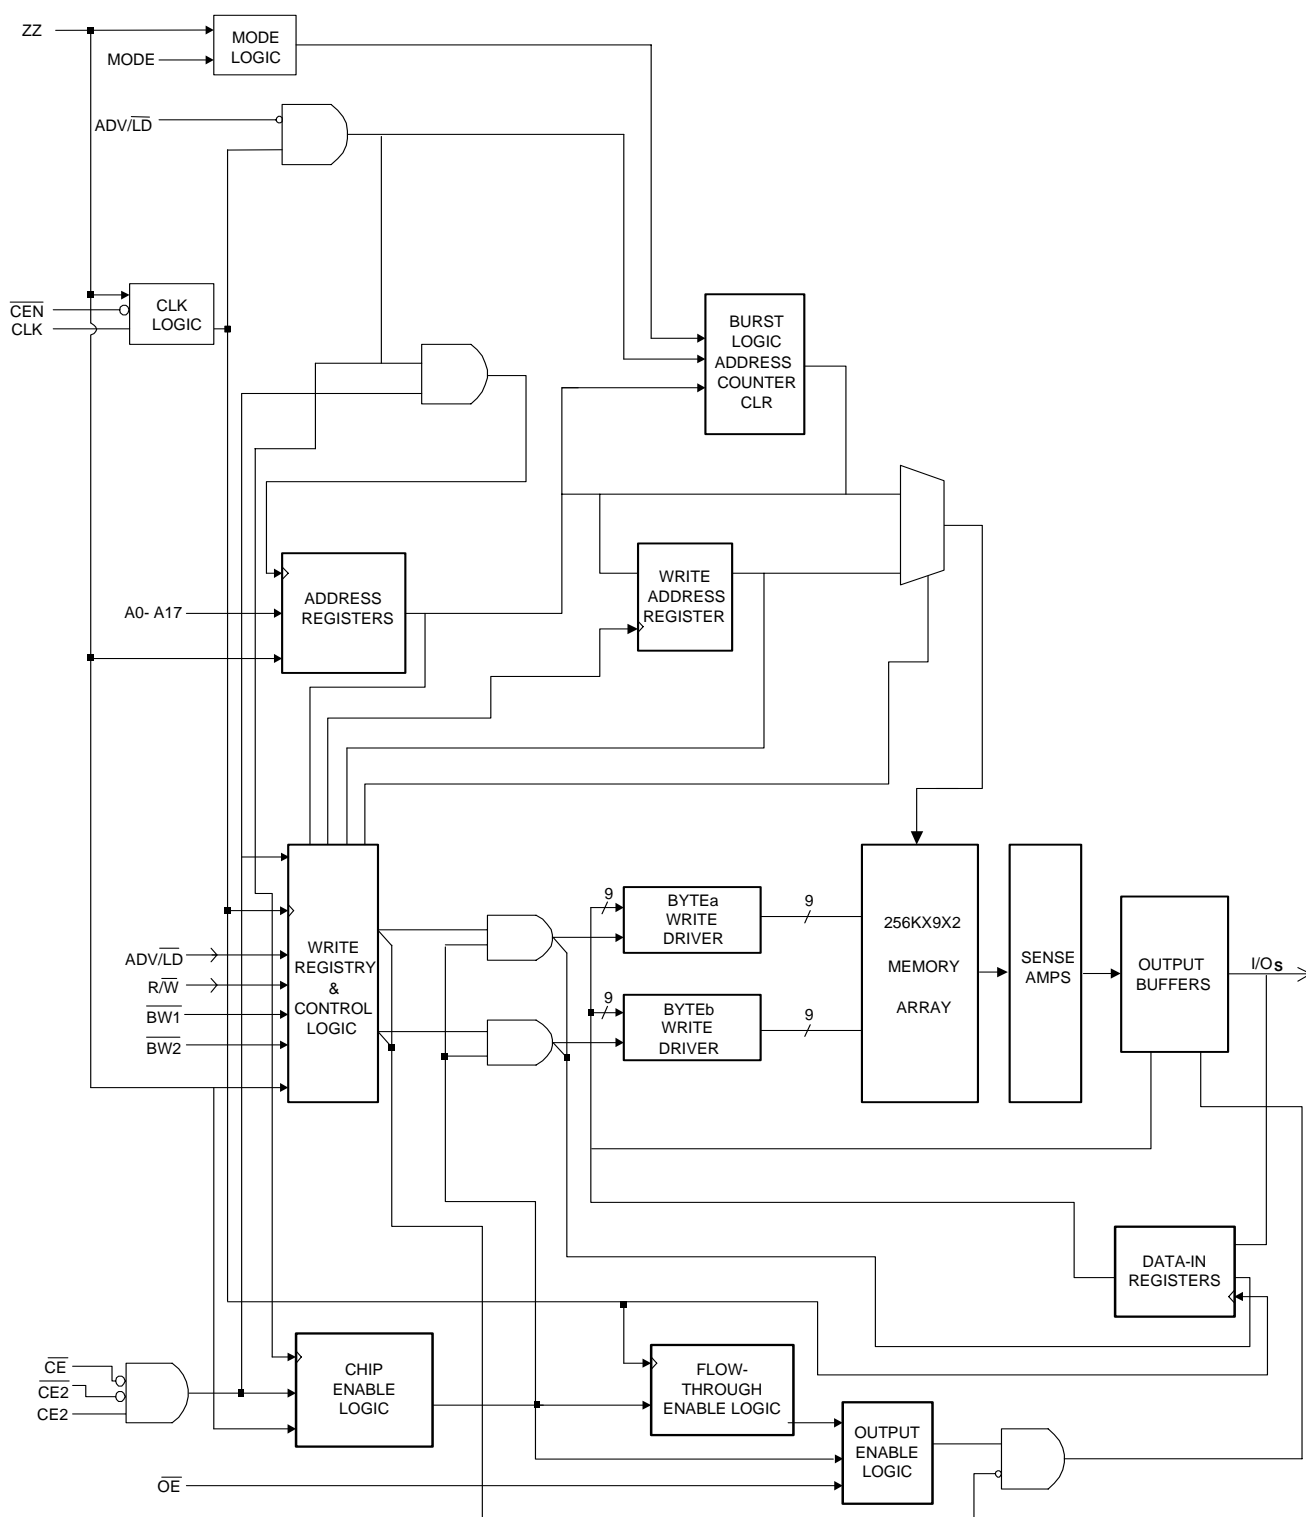 ZZ
MODE
LOGIC
MODE
ADV/LD
CEN
CLK
CLK
LOGIC
BURST
LOGIC
ADDRESS
COUNTER
CLR
WRITE
ADDRESS
REGISTER
ADDRESS
REGISTERS
A0- A17
WRITE
REGISTRY
&
CONTROL
LOGIC
ADV/LD
R/W
BW1
BW2
9
BYTEa
WRITE
DRIVER
9
9
BYTEb
WRITE
DRIVER
9
256KX9X2
MEMORY
ARRAY
SENSE
AMPS
OUTPUT
BUFFERS
I/Os
DATA-IN
REGISTERS
CE
CE2
CE2
CHIP
ENABLE
LOGIC
FLOW-
THROUGH
ENABLE LOGIC
OUTPUT
ENABLE
LOGIC
OE